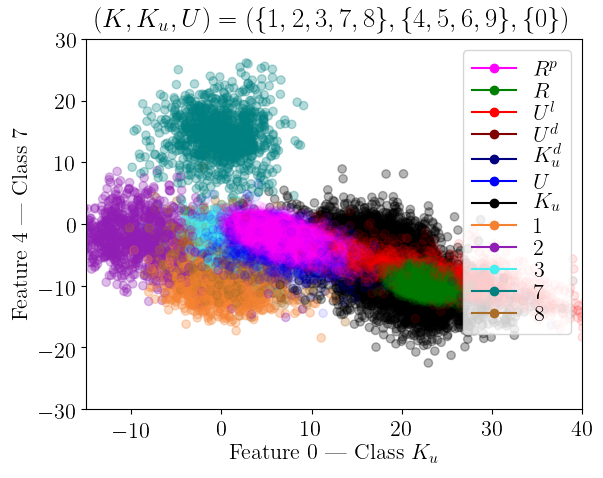 (K, K_u, U) = ({1, 2, 3, 7, 8}, {4, 5, 6, 9}, {0})
30
20
10
0
−10
−20
−30
Feature 4 — Class 7
R^p
R
U^l
U^d
K_u^d
U
K_u
1
2
3
7
8
−10
0
10
20
30
40
Feature 0 — Class K_u